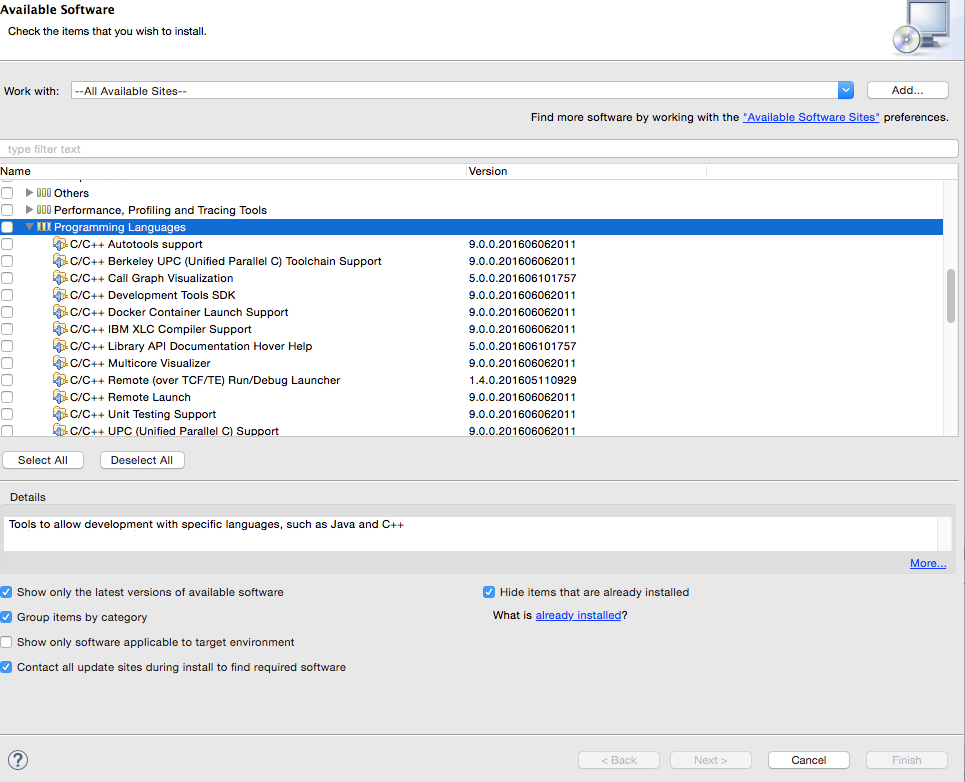 Available Software
Check the items that you wish to install.
Work with: --All Available Sites-- Add...
Find more software by working with the "Available Software Sites" preferences.
type filter text
Name Version
Others
Performance, Profiling and Tracing Tools
Programming Languages
C/C++ Autotools support 9.0.0.201606062011
C/C++ Berkeley UPC (Unified Parallel C) Toolchain Support 9.0.0.201606062011
C/C++ Call Graph Visualization 5.0.0.201606101757
C/C++ Development Tools SDK 9.0.0.201606062011
C/C++ Docker Container Launch Support 9.0.0.201606062011
C/C++ IBM XLC Compiler Support 9.0.0.201606062011
C/C++ Library API Documentation Hover Help 5.0.0.201606101757
C/C++ Multicore Visualizer 9.0.0.201606062011
C/C++ Remote (over TCF/TE) Run/Debug Launcher 1.4.0.201605110929
C/C++ Remote Launch 9.0.0.201606062011
C/C++ Unit Testing Support 9.0.0.201606062011
C/C++ UPC (Unified Parallel C) Support 9.0.0.201606062011
Select All Deselect All
Details
Tools to allow development with specific languages, such as Java and C++
More...
Show only the latest versions of available software Hide items that are already installed
Group items by category What is already installed?
Show only software applicable to target environment
Contact all update sites during install to find required software
? < Back Next > Cancel Finish